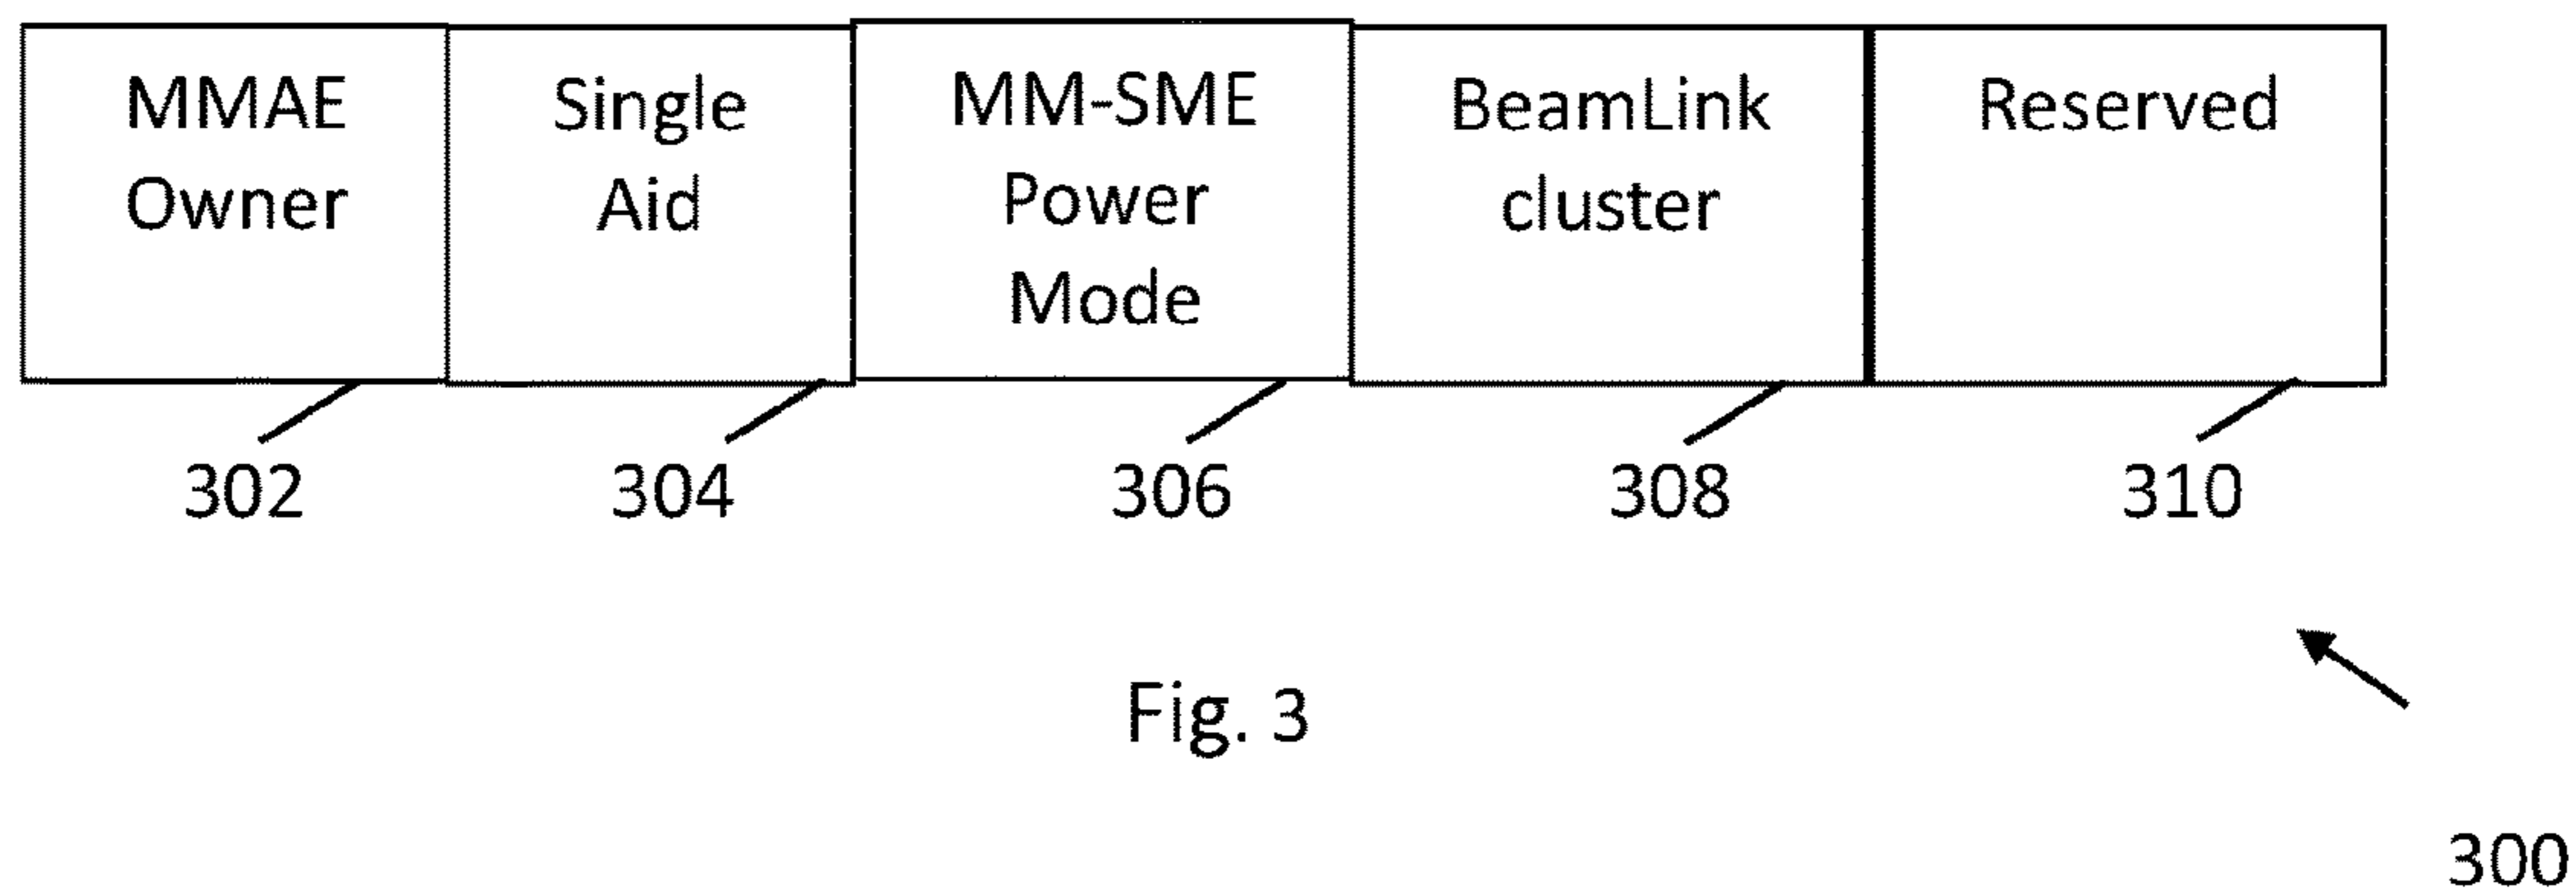 MMAE
Owner
Single
Aid
MM-SME
Power
Mode
BeamLink
cluster
Reserved
302
304
306
308
310
Fig. 3
300